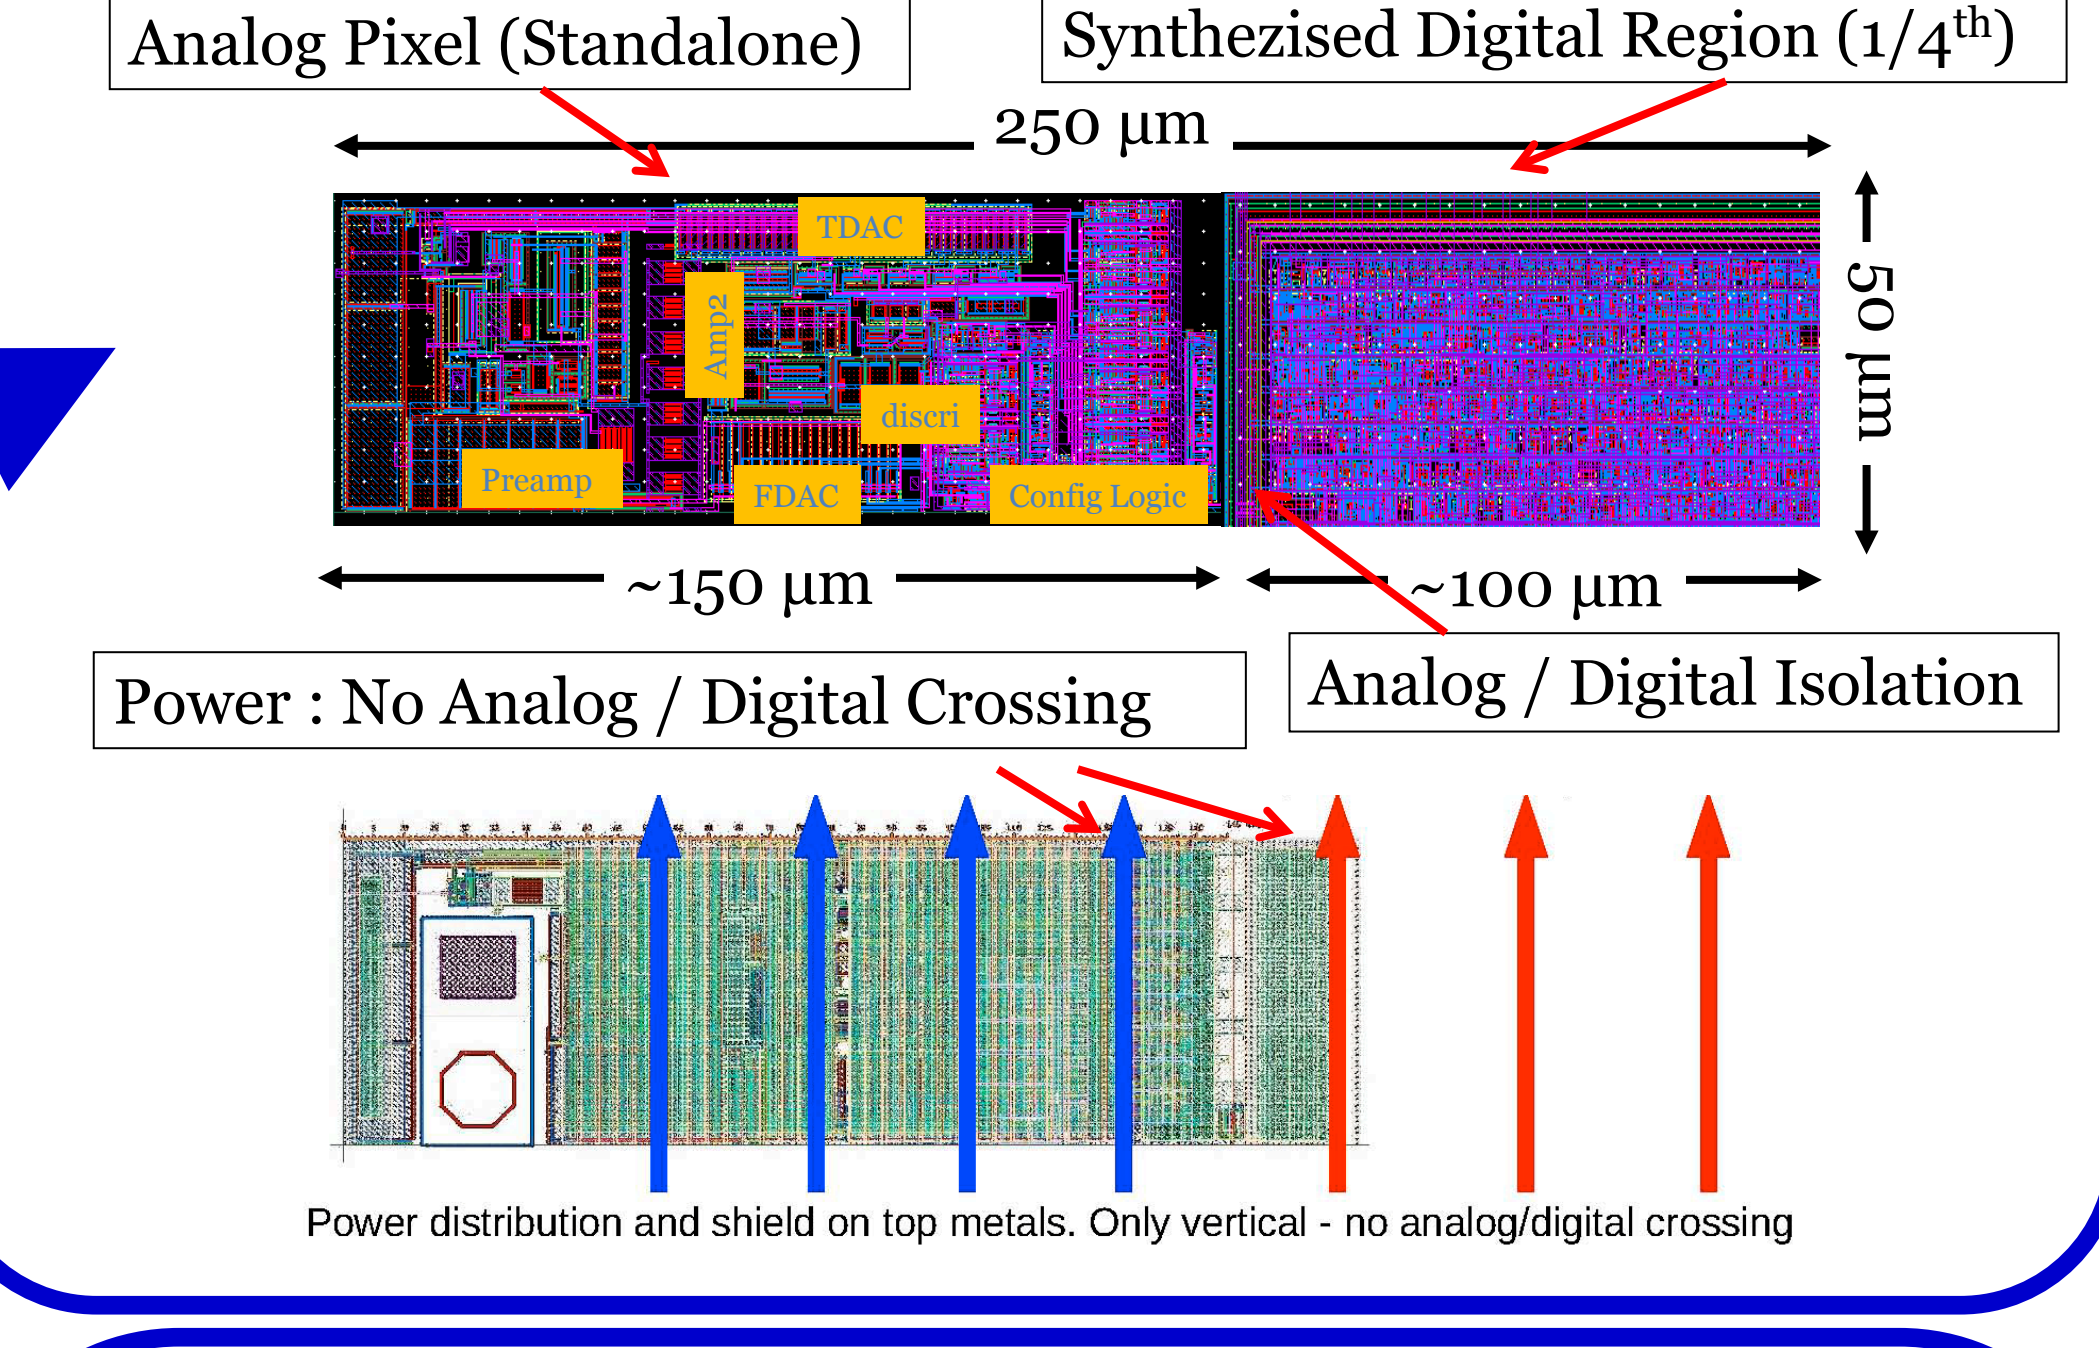 Analog Pixel (Standalone)
Synthezised Digital Region (1/4th)
250 µm
TDAC
Amp2
discri
Preamp
FDAC
Config Logic
50 µm
~150 µm
~100 µm
Power : No Analog / Digital Crossing
Analog / Digital Isolation
Power distribution and shield on top metals. Only vertical - no analog/digital crossing